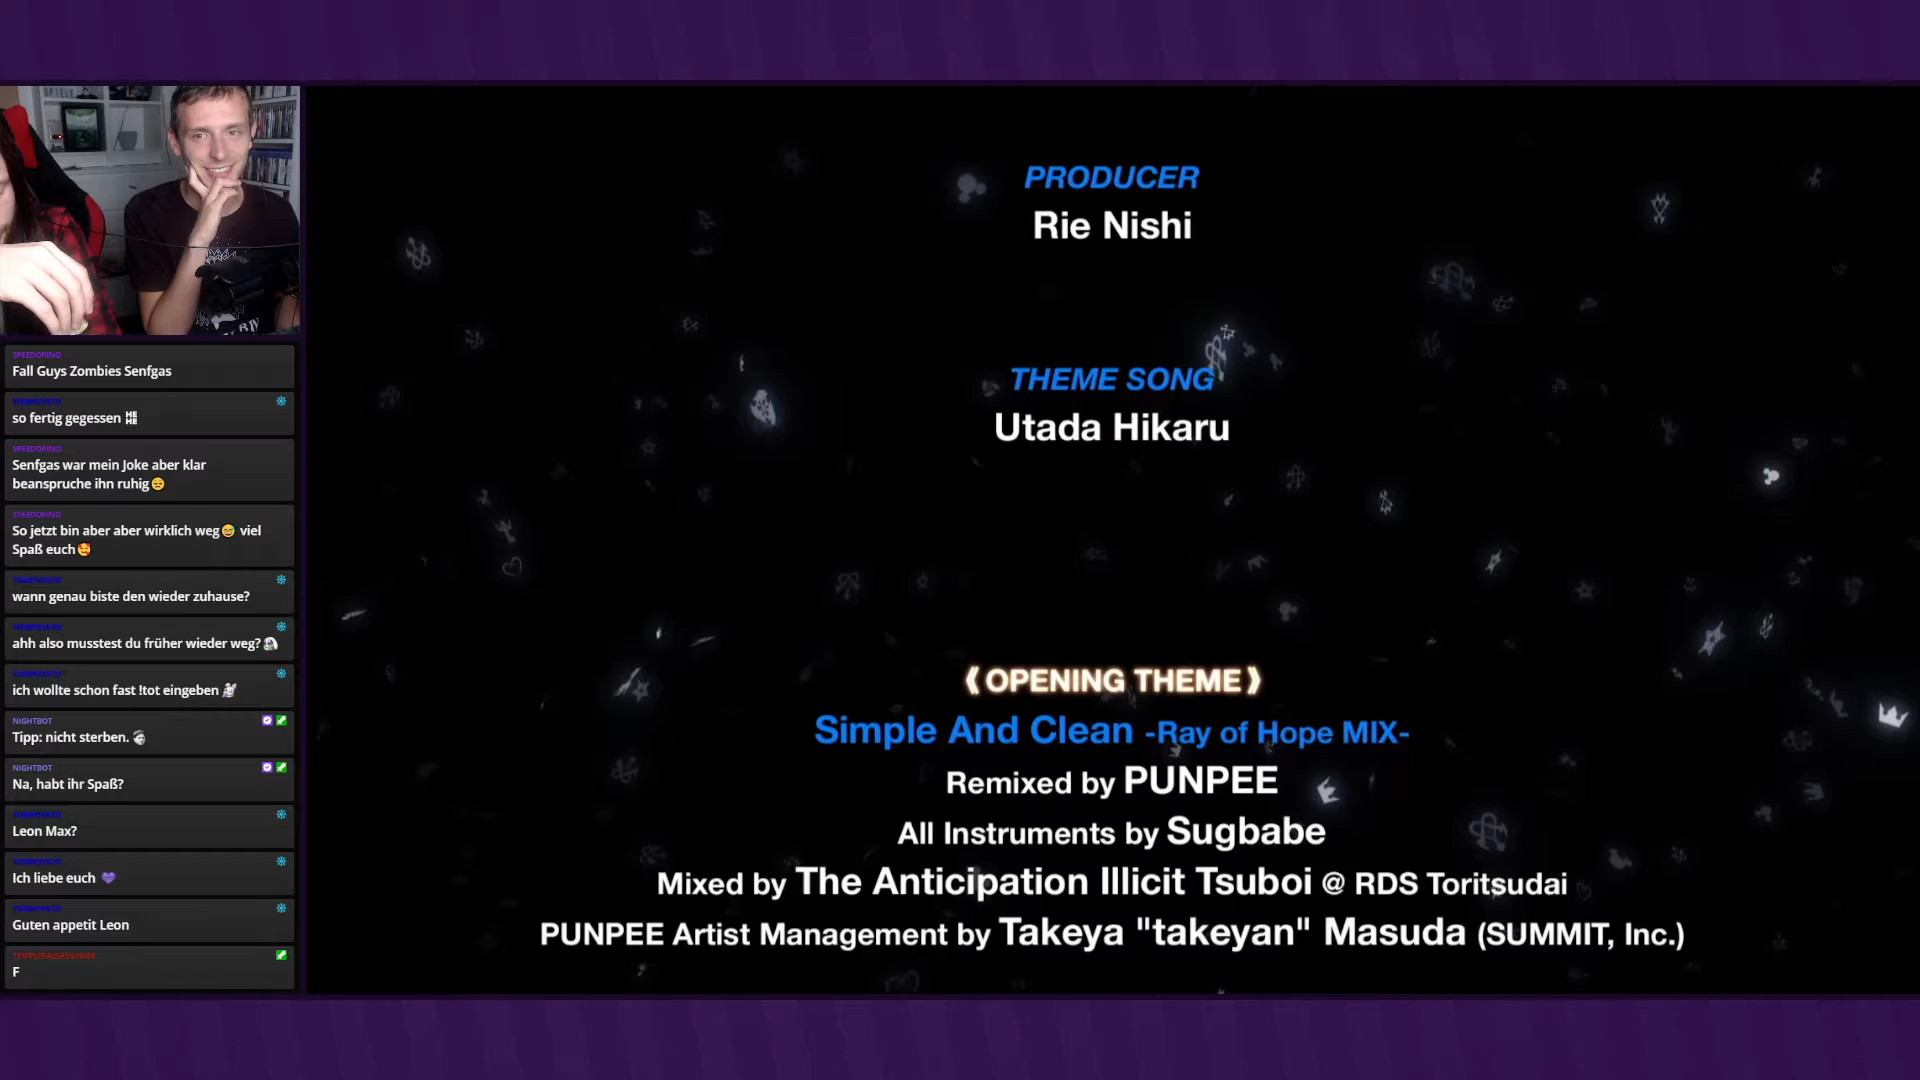 SPIELE
SPEEDORINO
Fall Guys Zombies Senfgas
so fertig gegessen
SPEEDORINO
Senfgas war mein Joke aber klar
beanspruche ihn ruhig😔
SPEEDORINO
So jetzt bin aber aber wirklich weg😅 viel
Spaß euch🥰
wann genau biste den wieder zuhause?
ahh also musstest du früher wieder weg?
ich wollte schon fast !tot eingeben
NIGHTBOT
Tipp: nicht sterben.
NIGHTBOT
Na, habt ihr Spaß?
Leon Max?
Ich liebe euch 💜
Guten appetit Leon
F
PRODUCER
Rie Nishi
THEME SONG
Utada Hikaru
⟪ OPENING THEME ⟫
Simple And Clean -Ray of Hope MIX-
Remixed by PUNPEE
All Instruments by Sugbabe
Mixed by The Anticipation Illicit Tsuboi @ RDS Toritsudai
PUNPEE Artist Management by Takeya "takeyan" Masuda (SUMMIT, Inc.)